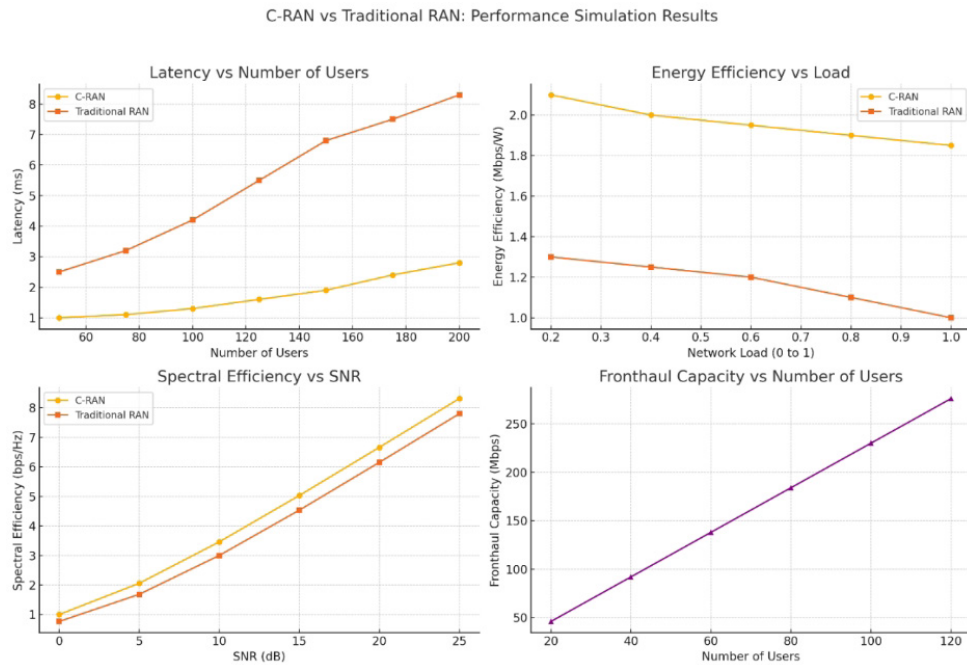 C-RAN vs Traditional RAN: Performance Simulation Results
Latency vs Number of Users
C-RAN
Traditional RAN
Latency (ms)
8
7
6
5
4
3
2
1
60 80 100 120 140 160 180 200
Number of Users
Energy Efficiency vs Load
C-RAN
Traditional RAN
Energy Efficiency (Mbps/W)
2.0
1.8
1.6
1.4
1.2
1.0
0.2 0.3 0.4 0.5 0.6 0.7 0.8 0.9 1.0
Network Load (0 to 1)
Spectral Efficiency vs SNR
C-RAN
Traditional RAN
Spectral Efficiency (bps/Hz)
8
7
6
5
4
3
2
1
0 5 10 15 20 25
SNR (dB)
Fronthaul Capacity vs Number of Users
Fronthaul Capacity (Mbps)
250
200
150
100
50
20 40 60 80 100 120
Number of Users